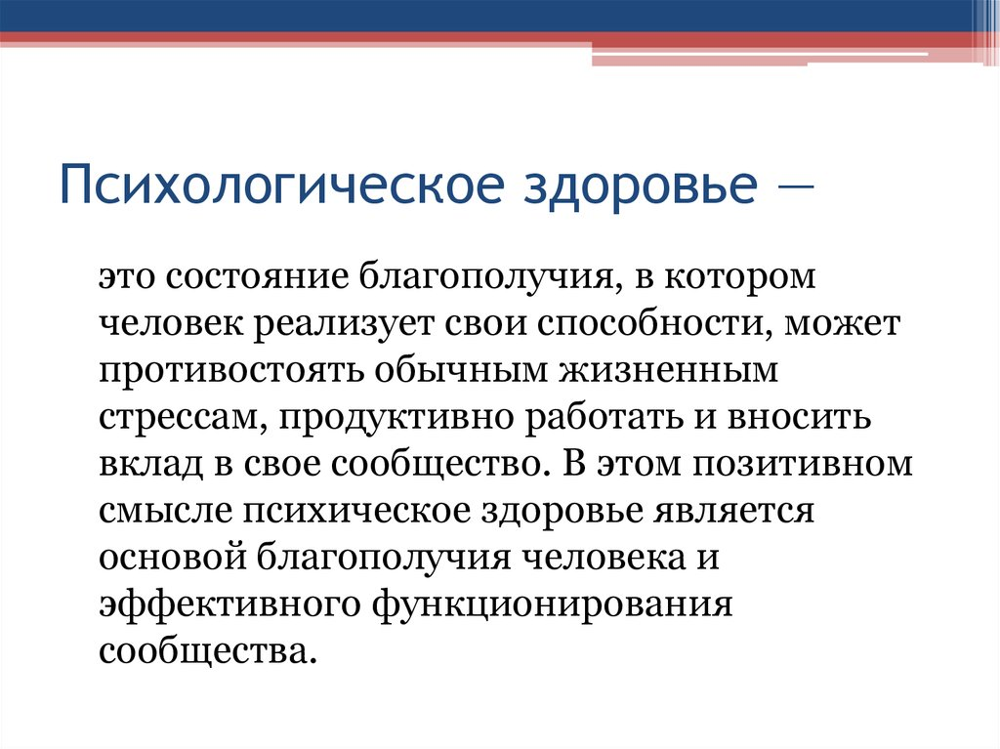 Психологическое здоровье —
это состояние благополучия, в котором
человек реализует свои способности, может
противостоять обычным жизненным
стрессам, продуктивно работать и вносить
вклад в свое сообщество. В этом позитивном
смысле психическое здоровье является
основой благополучия человека и
эффективного функционирования
сообщества.